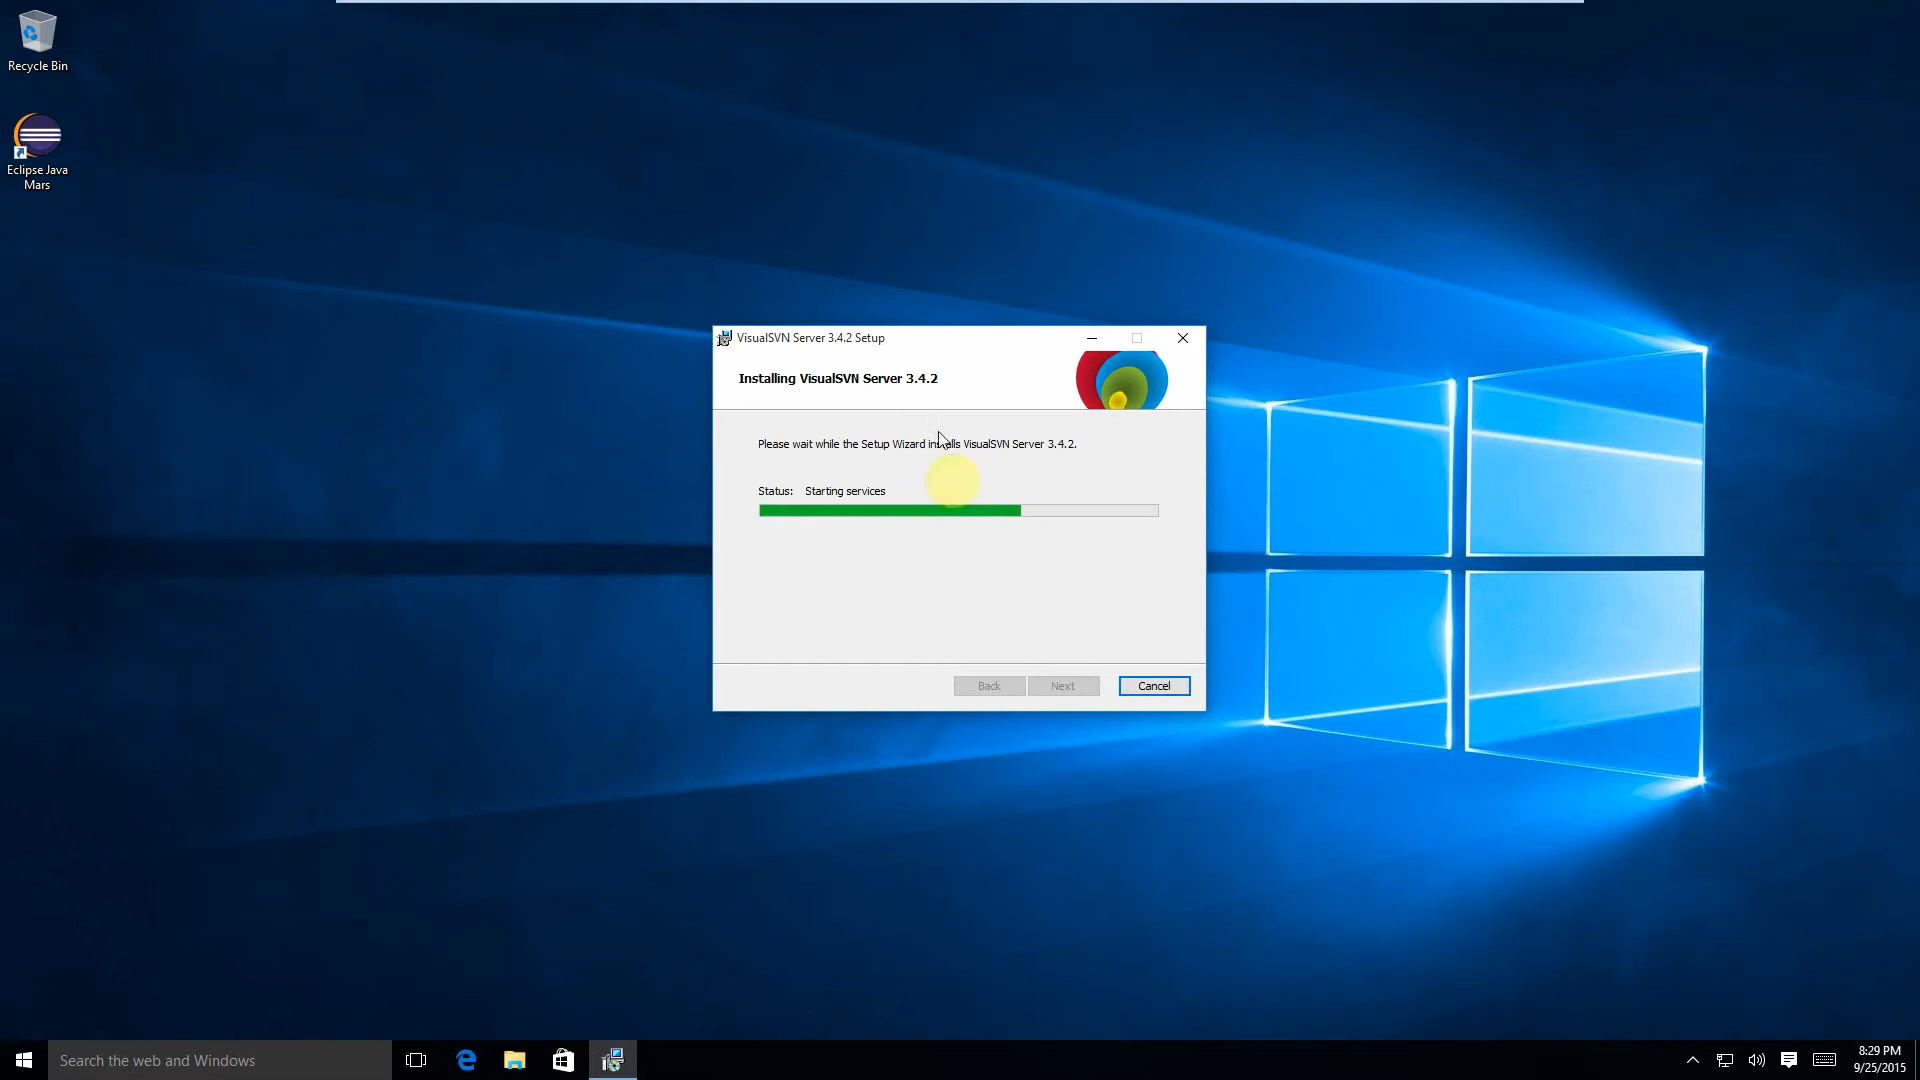 Recycle Bin
Eclipse Java
Mars
VisualSVN Server 3.4.2 Setup
Installing VisualSVN Server 3.4.2
Please wait while the Setup Wizard installs VisualSVN Server 3.4.2.
Status: Starting services
Back
Next
Cancel
Search the web and Windows
8:29 PM
9/25/2015